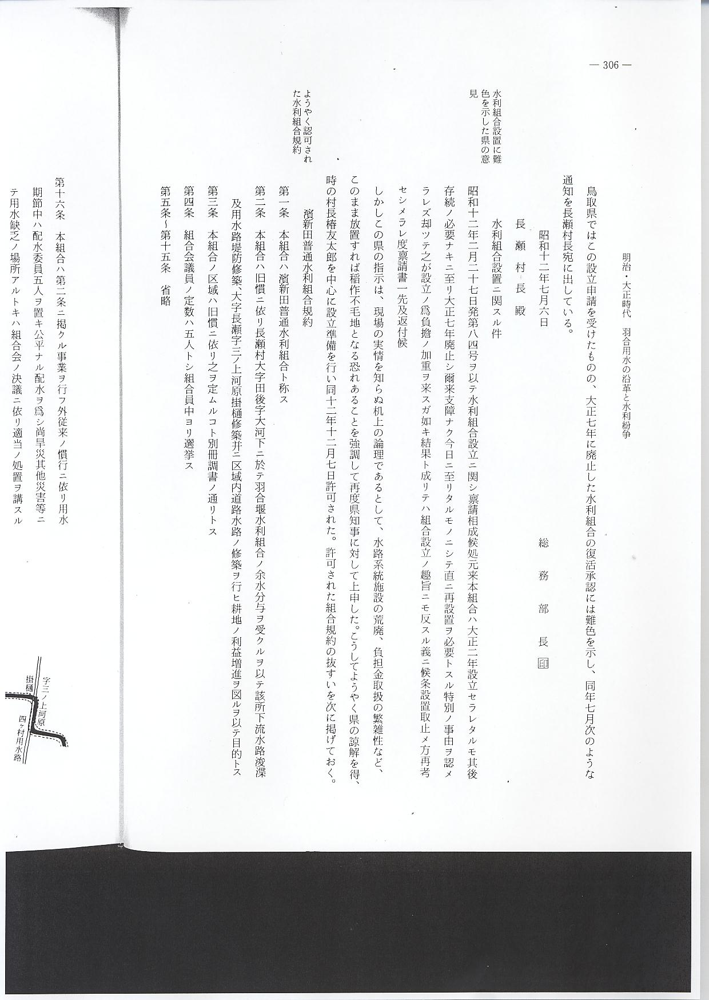 — 306 —
明治・大正時代　羽合用水の沿革と水利紛争
鳥取県ではこの設立申請を受けたものの、大正七年に廃止した水利組合の復活承認には難色を示し、同年七月次のような
通知を長瀬村長宛に出している。
昭和十二年七月六日
総務部長㊞
長瀬村長殿
水利組合設置に難
色を示した県の意
見
水利組合設置ニ関スル件
昭和十二年二月二十七日発第八四号ヲ以テ水利組合設立ニ関シ禀請相成候処元来本組合ハ大正二年設立セラレタルモ其後
存続ノ必要ナキニ至リ大正七年廃止シ爾来支障ナク今日ニ至リタルモノニシテ直ニ再設置ヲ必要トスル特別ノ事由ヲ認メ
ラレズ却ツテ之が設立ノ爲負擔ノ加重ヲ来スガ如キ結果ト成リテハ組合設立ノ趣旨ニモ反スル義ニ候条設置取止メ方再考
セシメラレ度禀請書一先及返付候
しかしこの県の指示は、現場の実情を知らぬ机上の論理であるとして、水路系統施設の荒廃、負担金取扱の繁雑性など、
このまま放置すれば稲作不毛地となる恐れあることを強調して再度県知事に対して上申した。こうしてようやく県の諒解を得、
時の村長椿友太郎を中心に設立準備を行い同十二年十二月七日許可された。許可された組合規約の抜すいを次に掲げておく。
ようやく認可され
た水利組合規約
濱新田普通水利組合規約
第一条　本組合ハ濱新田普通水利組合ト称ス
第二条　本組合ハ旧慣ニ依リ長瀬村大字田後字大河下ニ於テ羽合堰水利組合ノ余水分与ヲ受クルヲ以テ該所下流水路浚渫
及用水路堤防修築、大字長瀬字三ノ上河原掛樋修築幷ニ区域内道路水路ノ修築ヲ行ヒ耕地ノ利益増進ヲ図ルヲ以テ目的トス
第三条　本組合ノ区域ハ旧慣ニ依リ之ヲ定ムルコト別冊調書ノ通リトス
第四条　組合会議員ノ定数ハ五人トシ組合員中ヨリ選挙ス
第五条～第十五条　省略
第十六条　本組合ハ第二条ニ掲クル事業ヲ行フ外従来ノ慣行ニ依リ用水
期節中ハ配水委員五人ヲ置キ公平ナル配水ヲ爲シ尚旱災其他災害等ニ
テ用水缺乏ノ場所アルトキハ組合会ノ決議ニ依リ適当ノ処置ヲ講スル
字三ノ上河原
掛樋
四ヶ村用水路